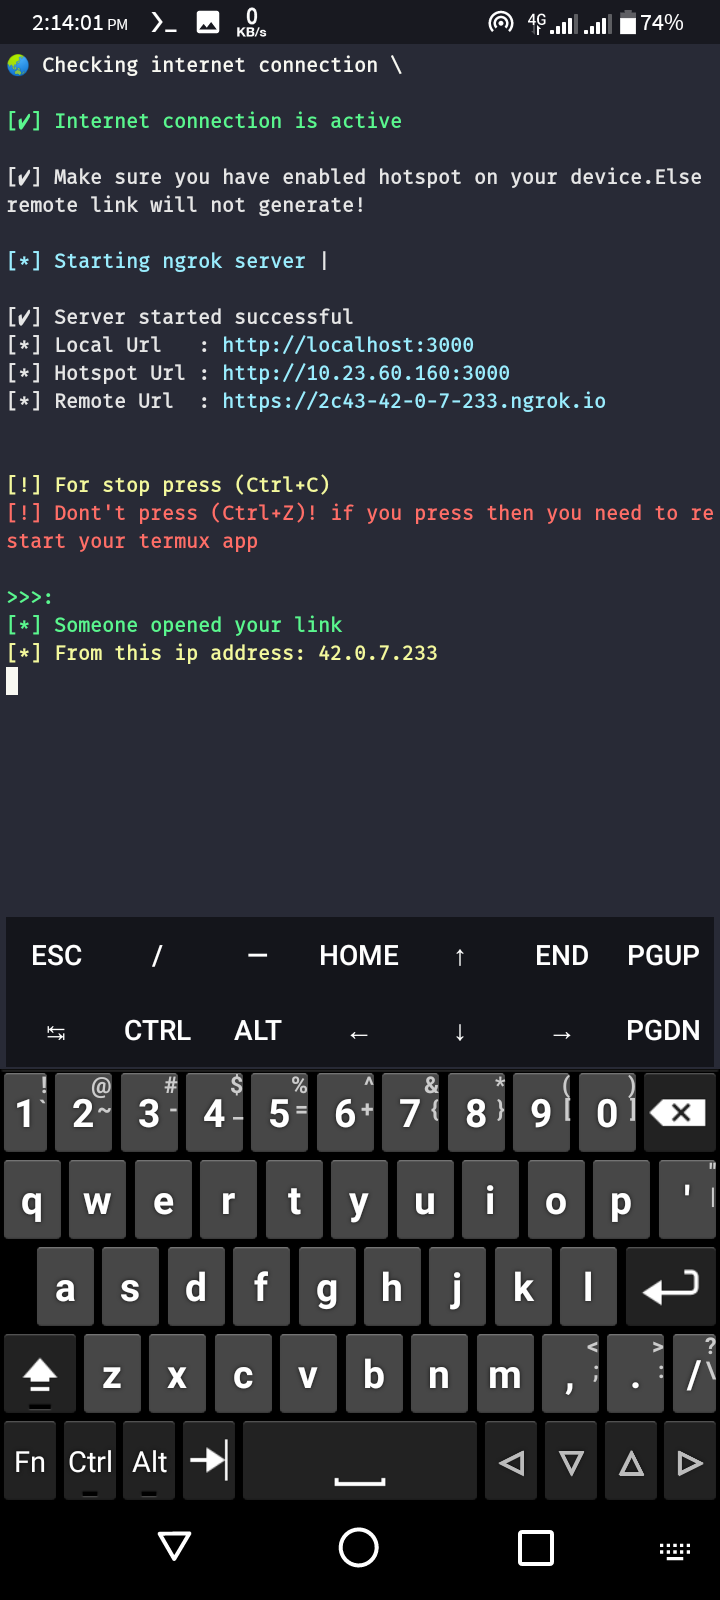 2:14:01 PM 0 KB/s 4G 74%
Checking internet connection \
[✔] Internet connection is active
[✔] Make sure you have enabled hotspot on your device.Else
remote link will not generate!
[*] Starting ngrok server |
[✔] Server started successful
[*] Local Url : http://localhost:3000
[*] Hotspot Url : http://10.23.60.160:3000
[*] Remote Url : https://2c43-42-0-7-233.ngrok.io
[!] For stop press (Ctrl+C)
[!] Dont't press (Ctrl+Z)! if you press then you need to re
start your termux app
>>>:
[*] Someone opened your link
[*] From this ip address: 42.0.7.233
ESC / — HOME ↑ END PGUP
↹ CTRL ALT ← ↓ → PGDN
! @ # $ % ^ & * ( )
1 ` 2 ~ 3 - 4 _ 5 = 6 + 7 { 8 } 9 [ 0 ]
q w e r t y u i o p ' " |
a s d f g h j k l
z x c v b n m , < ; . > : / ? \
Fn Ctrl Alt